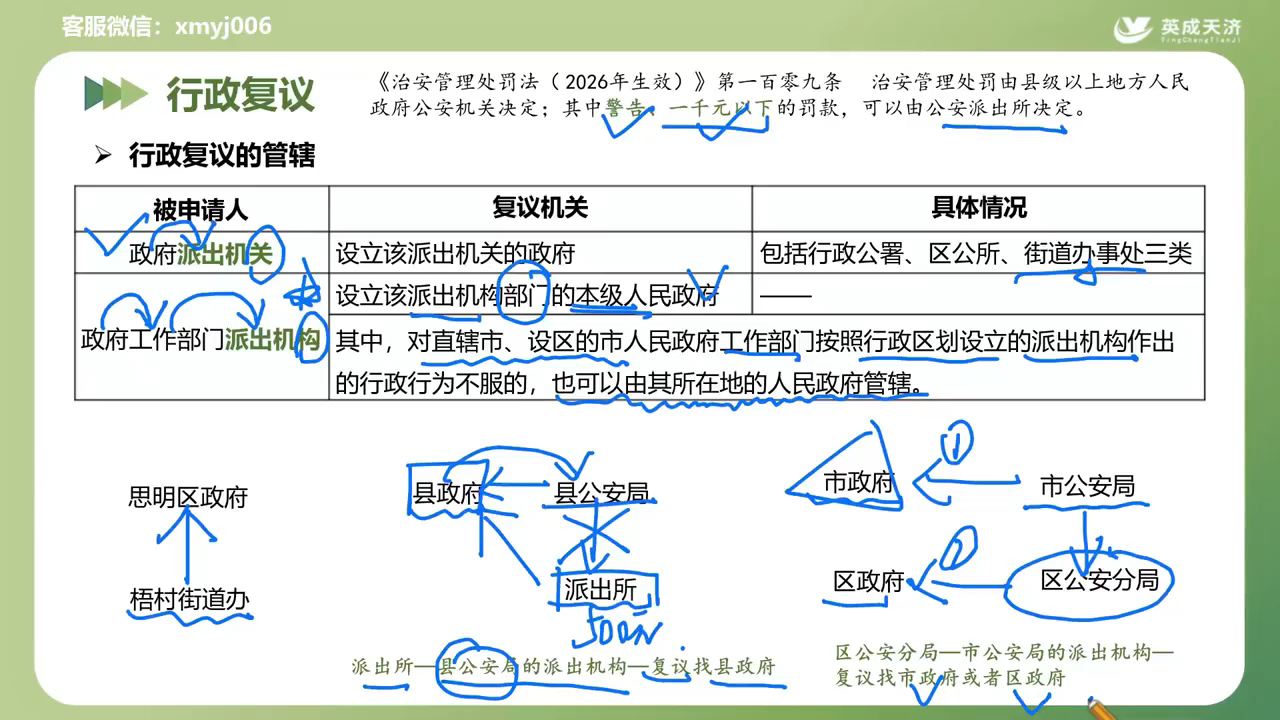 客服微信：xmyj006
英成天济
YingChengTianJi
行政复议
《治安管理处罚法（2026年生效）》第一百零九条 治安管理处罚由县级以上地方人民
政府公安机关决定；其中警告、一千元以下的罚款，可以由公安派出所决定。
➢ 行政复议的管辖
被申请人 复议机关 具体情况
政府派出机关 设立该派出机关的政府 包括行政公署、区公所、街道办事处三类
政府工作部门派出机构 设立该派出机构部门的本级人民政府 ——
其中，对直辖市、设区的市人民政府工作部门按照行政区划设立的派出机构作出
的行政行为不服的，也可以由其所在地的人民政府管辖。
思明区政府
梧村街道办
县政府 县公安局
派出所
500
派出所—县公安局的派出机构—复议找县政府
① 
市政府 市公安局
②
区政府 区公安分局
区公安分局—市公安局的派出机构—
复议找市政府或者区政府